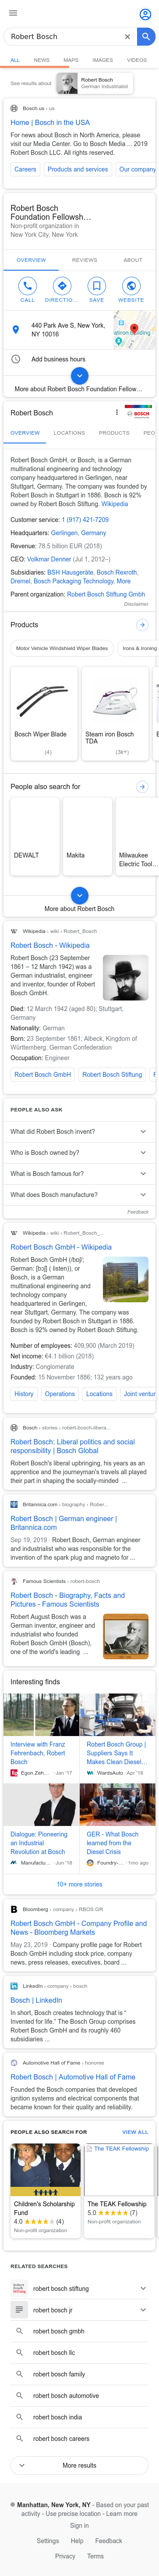 Robert Bosch
ALL
NEWS
MAPS
IMAGES
VIDEOS
See results about
Robert Bosch
German industrialist
Bosch.us › us
Home | Bosch in the USA
For news about Bosch in North America, please
visit our Media Center. Go to Bosch Media ... 2019
Robert Bosch LLC. All rights reserved.
Careers
Products and services
Our company
Robert Bosch
Foundation Fellowsh...
Non-profit organization in
New York City, New York
OVERVIEW
REVIEWS
ABOUT
CALL
DIRECTIO...
SAVE
WEBSITE
440 Park Ave S, New York,
NY 10016
Add business hours
More about Robert Bosch Foundation Fellow...
Robert Bosch
BOSCH
OVERVIEW
LOCATIONS
PRODUCTS
PEO
Robert Bosch GmbH, or Bosch, is a German
multinational engineering and technology
company headquartered in Gerlingen, near
Stuttgart, Germany. The company was founded by
Robert Bosch in Stuttgart in 1886. Bosch is 92%
owned by Robert Bosch Stiftung. Wikipedia
Customer service: 1 (917) 421-7209
Headquarters: Gerlingen, Germany
Revenue: 78.5 billion EUR (2018)
CEO: Volkmar Denner (Jul 1, 2012–)
Subsidiaries: BSH Hausgeräte, Bosch Rexroth,
Dremel, Bosch Packaging Technology, More
Parent organization: Robert Bosch Stiftung Gmbh
Disclaimer
Products
Motor Vehicle Windshield Wiper Blades
Irons & Ironing
Bosch Wiper Blade
(4)
Steam iron Bosch
TDA
(3k+)
People also search for
DEWALT
Makita
Milwaukee
Electric Tool...
More about Robert Bosch
Wikipedia › wiki › Robert_Bosch
Robert Bosch - Wikipedia
Robert Bosch (23 September
1861 – 12 March 1942) was a
German industrialist, engineer
and inventor, founder of Robert
Bosch GmbH.
Died: 12 March 1942 (aged 80); Stuttgart,
Germany
Nationality: German
Born: 23 September 1861; Albeck, Kingdom of
Württemberg, German Confederation
Occupation: Engineer
Robert Bosch GmbH
Robert Bosch Stiftung
PEOPLE ALSO ASK
What did Robert Bosch invent?
Who is Bosch owned by?
What is Bosch famous for?
What does Bosch manufacture?
Feedback
Wikipedia › wiki › Robert_Bosch_...
Robert Bosch GmbH - Wikipedia
Robert Bosch GmbH (/bɒʃ/;
German: [bɔʃ] ( listen)), or
Bosch, is a German
multinational engineering and
technology company
headquartered in Gerlingen,
near Stuttgart, Germany. The company was
founded by Robert Bosch in Stuttgart in 1886.
Bosch is 92% owned by Robert Bosch Stiftung.
Number of employees: 409,900 (March 2019)
Net income: €4.1 billion (2018)
Industry: Conglomerate
Founded: 15 November 1886; 132 years ago
History
Operations
Locations
Joint ventur
Bosch › stories › robert-bosch-libera...
Robert Bosch: Liberal politics and social
responsibility | Bosch Global
Robert Bosch's liberal upbringing, his years as an
apprentice and the journeyman's travels all played
their part in shaping the socially-minded ...
Britannica.com › biography › Rober...
Robert Bosch | German engineer |
Britannica.com
Sep 19, 2019 · Robert Bosch, German engineer
and industrialist who was responsible for the
invention of the spark plug and magneto for ...
Famous Scientists › robert-bosch
Robert Bosch - Biography, Facts and
Pictures - Famous Scientists
Robert August Bosch was a
German inventor, engineer and
industrialist who founded
Robert Bosch GmbH (Bosch),
one of the world's leading ...
Interesting finds
Interview with Franz
Fehrenbach, Robert
Bosch
Egon Zeh... Jan '17
Robert Bosch Group |
Suppliers Says It
Makes Clean Diesel...
WardsAuto Apr '18
Dialogue: Pioneering
an Industrial
Revolution at Bosch
Manufactu... Jun '18
GER - What Bosch
learned from the
Diesel Crisis
Foundry-... 1mo ago
10+ more stories
Bloomberg › company › RBOS:GR
Robert Bosch GmbH - Company Profile and
News - Bloomberg Markets
May 23, 2019 · Company profile page for Robert
Bosch GmbH including stock price, company
news, press releases, executives, board ...
LinkedIn › company › bosch
Bosch | LinkedIn
In short, Bosch creates technology that is "
Invented for life." The Bosch Group comprises
Robert Bosch GmbH and its roughly 460
subsidiaries ...
Automotive Hall of Fame › honoree
Robert Bosch | Automotive Hall of Fame
Founded the Bosch companies that developed
ignition systems and electrical components that
became known for their quality and reliability.
PEOPLE ALSO SEARCH FOR
VIEW ALL
Children's Scholarship
Fund
4.0 (4)
Non-profit organization
The TEAK Fellowship
The TEAK Fellowship
5.0 (7)
Non-profit organization
RELATED SEARCHES
robert bosch stiftung
robert bosch jr
robert bosch gmbh
robert bosch llc
robert bosch family
robert bosch automotive
robert bosch india
robert bosch careers
More results
Manhattan, New York, NY - Based on your past
activity - Use precise location - Learn more
Sign in
Settings
Help
Feedback
Privacy
Terms